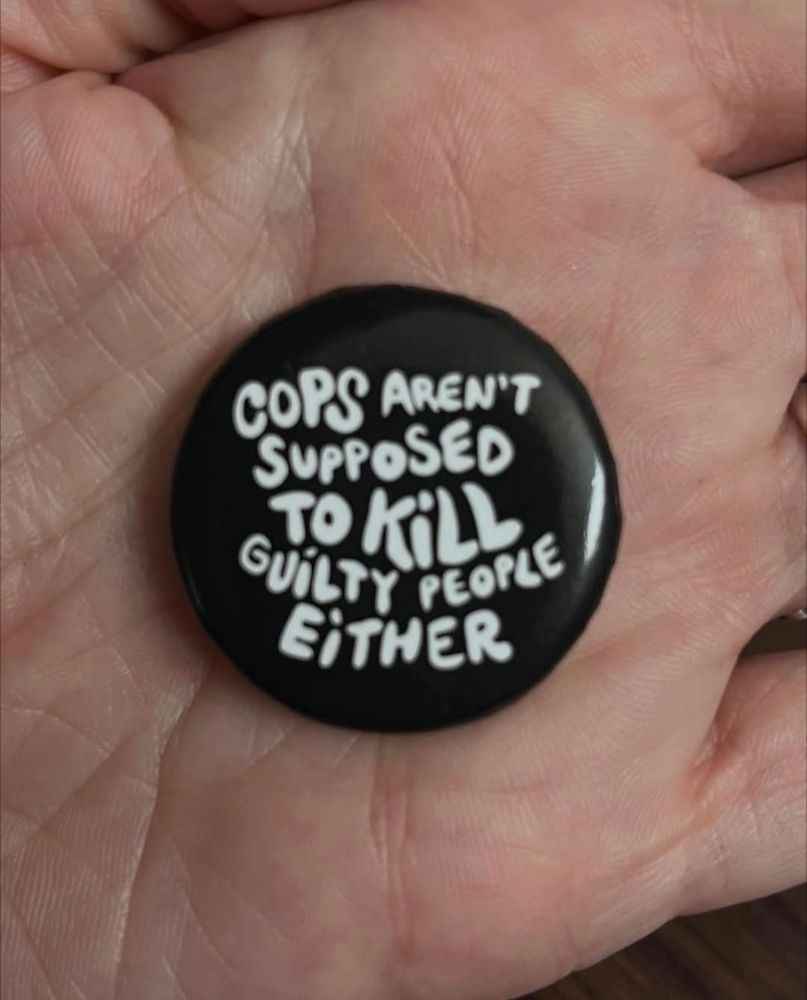 COPS AREN'T
SUPPOSED
TO KiLL
GUiLTY PEOPLE
EiTHER